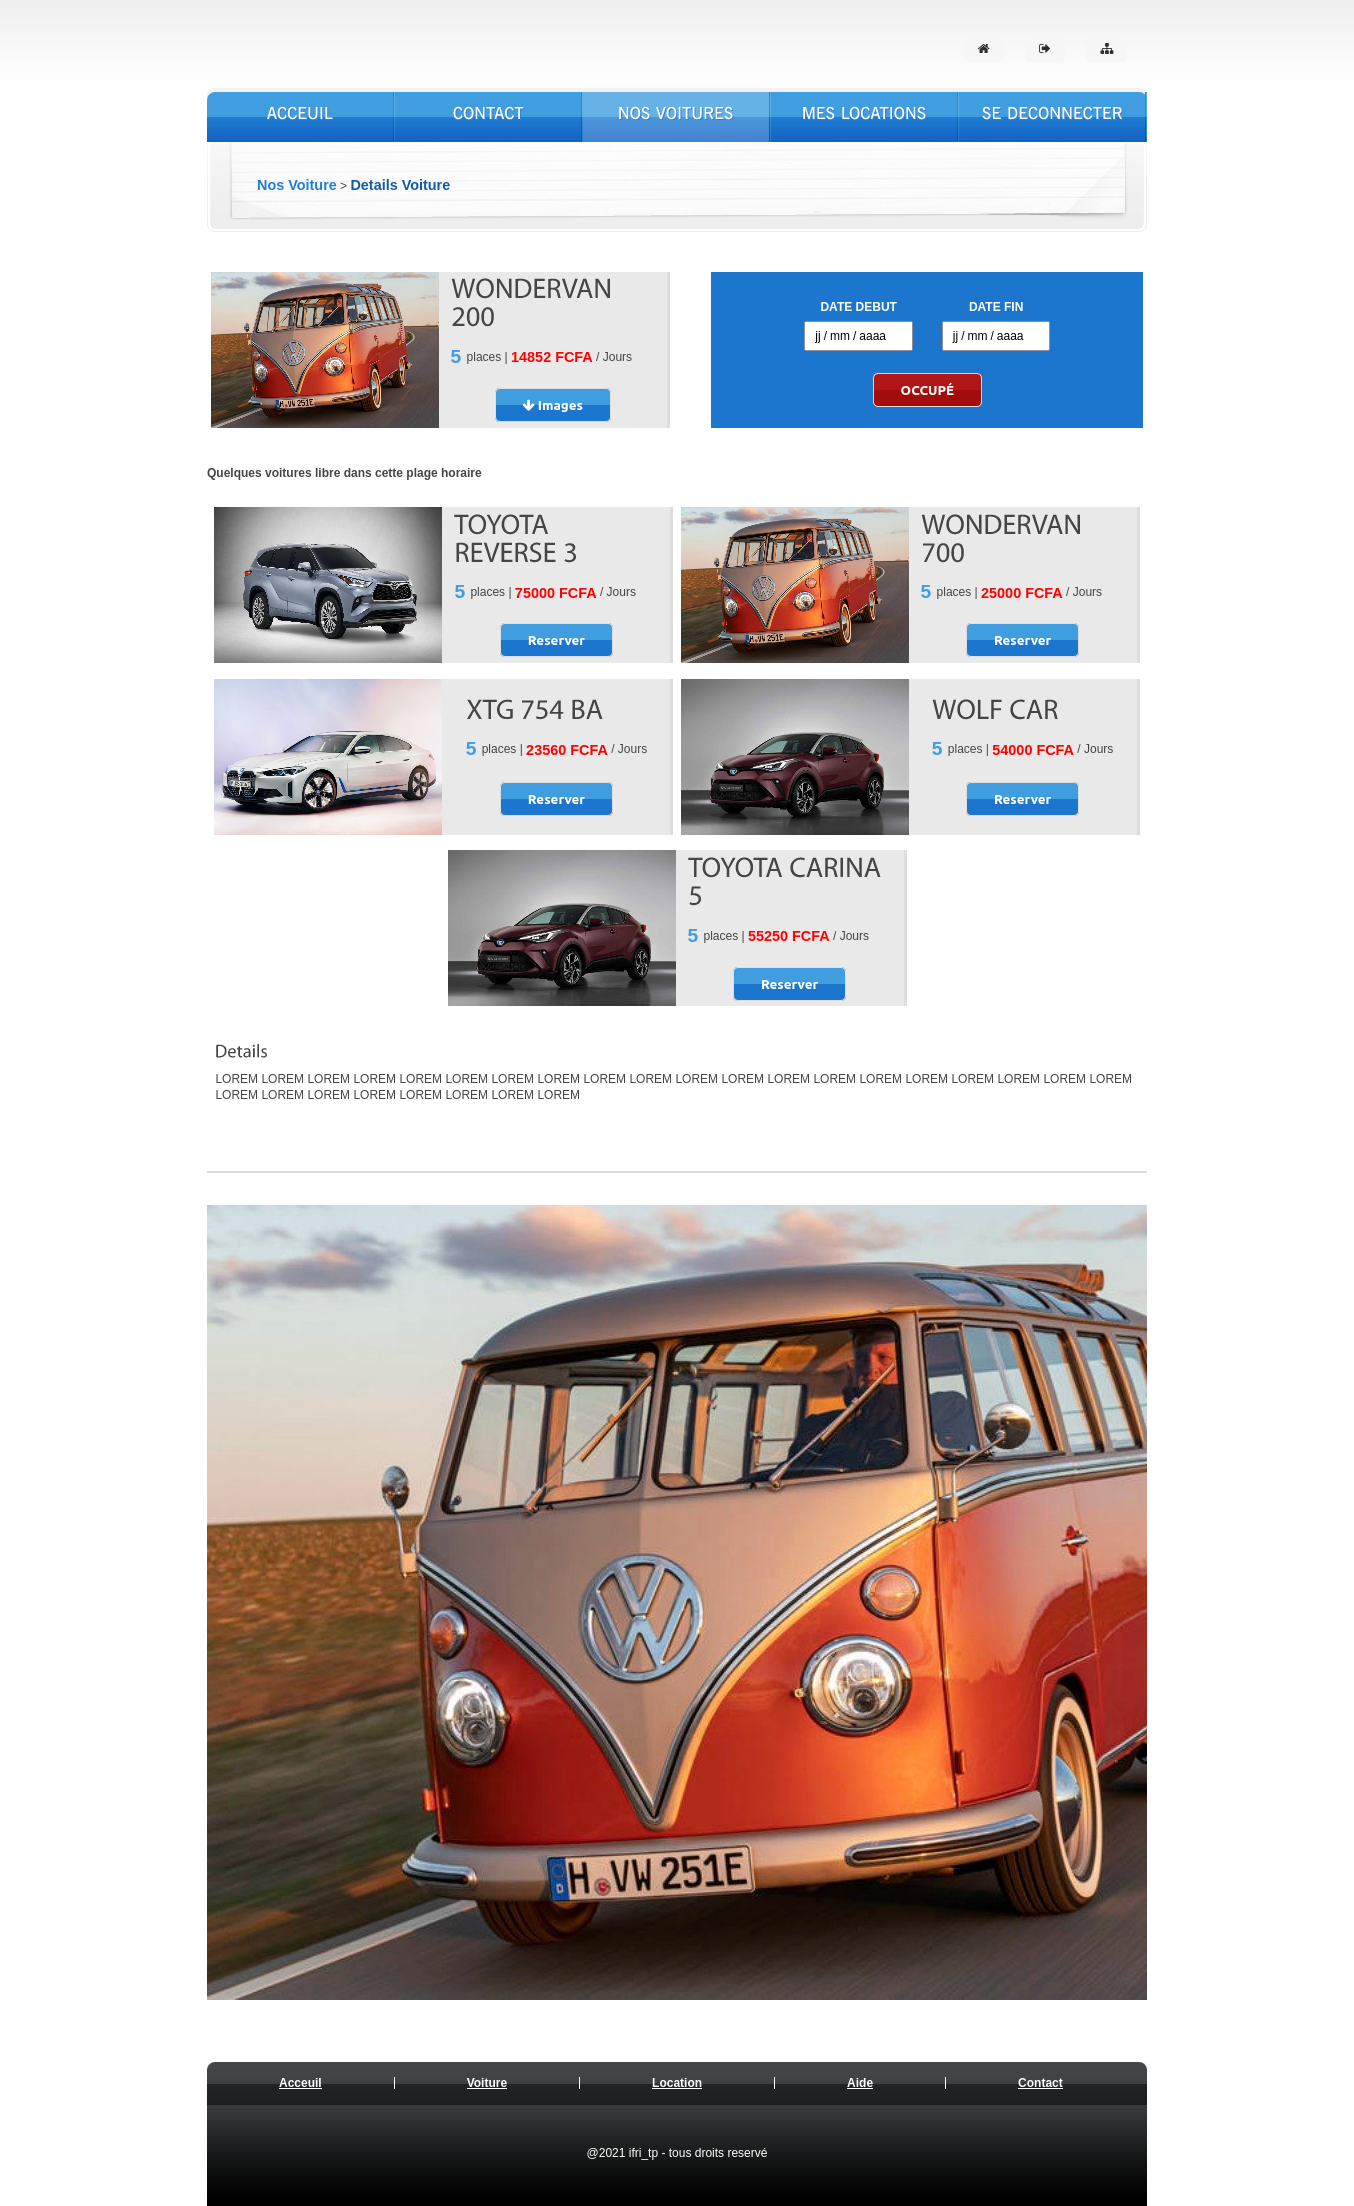 ACCEUIL CONTACT NOS VOITURES MES LOCATIONS SE DECONNECTER
Nos Voiture > Details Voiture
WONDERVAN
200
5 places | 14852 FCFA / Jours
Images
DATE DEBUT DATE FIN
jj / mm / aaaa jj / mm / aaaa
OCCUPÉ
Quelques voitures libre dans cette plage horaire
TOYOTA
REVERSE 3
5 places | 75000 FCFA / Jours
Reserver
WONDERVAN
700
5 places | 25000 FCFA / Jours
Reserver
XTG 754 BA
5 places | 23560 FCFA / Jours
Reserver
WOLF CAR
5 places | 54000 FCFA / Jours
Reserver
TOYOTA CARINA
5
5 places | 55250 FCFA / Jours
Reserver
Details
LOREM LOREM LOREM LOREM LOREM LOREM LOREM LOREM LOREM LOREM LOREM LOREM LOREM LOREM LOREM LOREM LOREM LOREM LOREM LOREM
LOREM LOREM LOREM LOREM LOREM LOREM LOREM LOREM
H VW 251E
D
Acceuil Voiture Location Aide Contact
@2021 ifri_tp - tous droits reservé